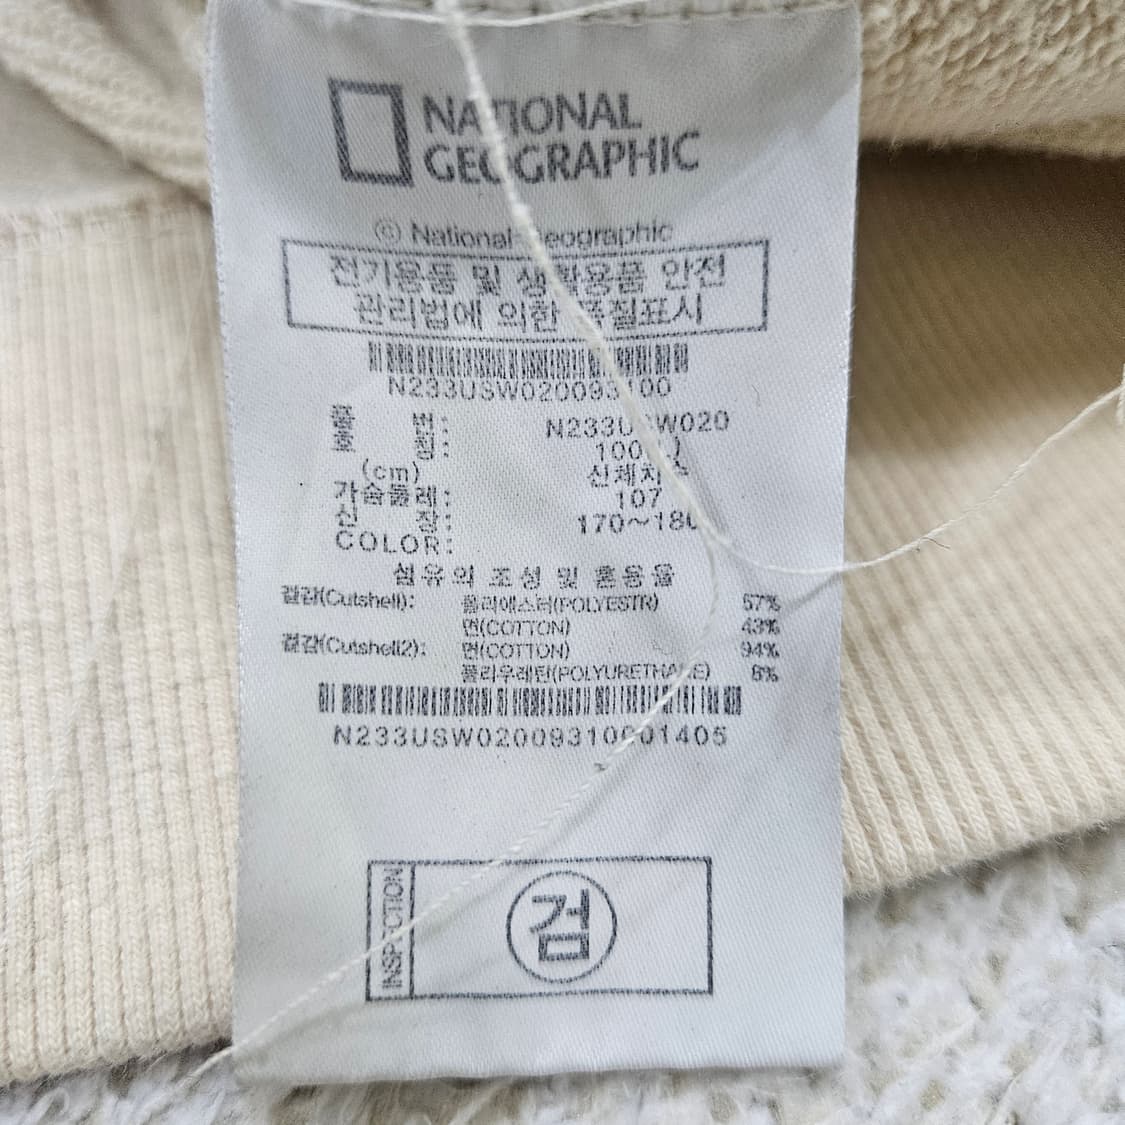 NATIONAL
GEOGRAPHIC
© National Geographic
전기용품 및 생활용품 안전
관리법에 의한 품질표시
N233USW020093100
품 번: N233USW020
호 칭: 100
(cm) 신체치수
가슴둘레: 107
신 장: 170~180
COLOR:
섬유의 조성 및 혼용율
겉감(Cutshell): 폴리에스터(POLYESTR) 57%
면(COTTON) 43%
겉감(Cutshell2): 면(COTTON) 94%
폴리우레탄(POLYURETHANE) 6%
N233USW02009310001405
INSPECTION
검